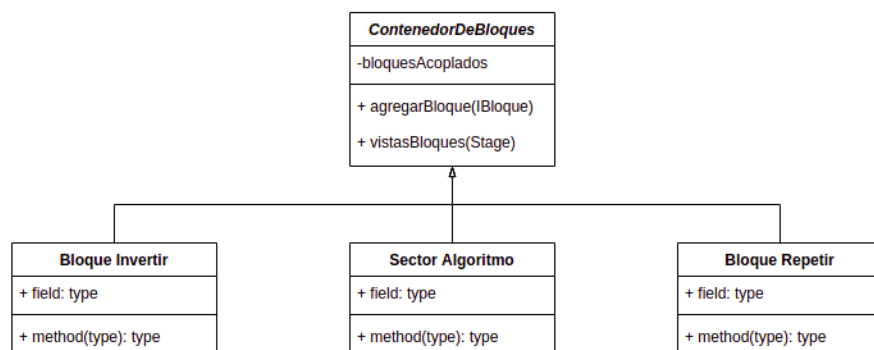 ContenedorDeBloques
-bloquesAcoplados
+ agregarBloque(IBloque)
+ vistasBloques(Stage)
Bloque Invertir
+ field: type
+ method(type): type
Sector Algoritmo
+ field: type
+ method(type): type
Bloque Repetir
+ field: type
+ method(type): type